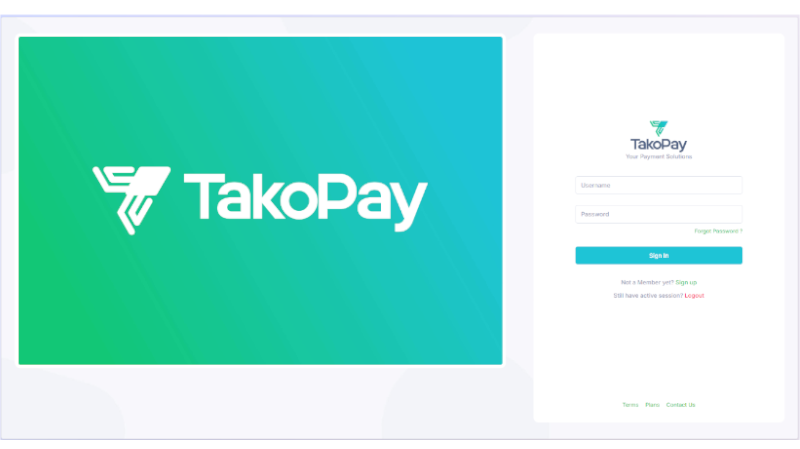 TakoPay
TakoPay
Your Payment Solutions
Username
Password
Forgot Password ?
Sign In
Not a Member yet? Sign up
Still have active session? Logout
Terms Plans Contact Us